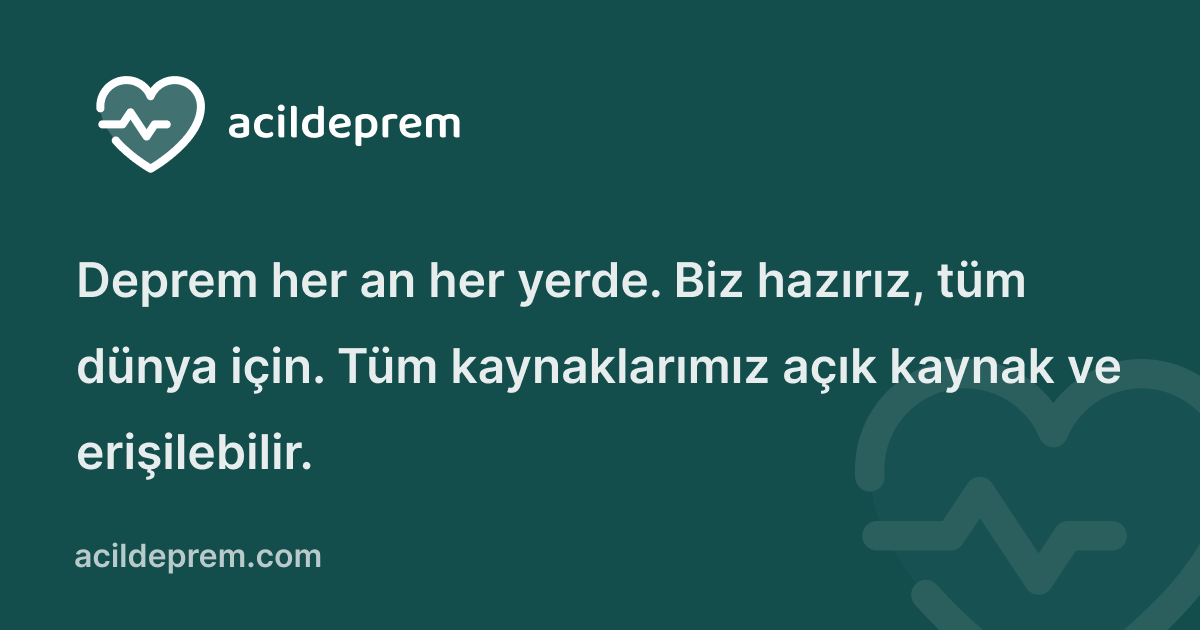 acildeprem
Deprem her an her yerde. Biz hazırız, tüm
dünya için. Tüm kaynaklarımız açık kaynak ve
erişilebilir.
acildeprem.com